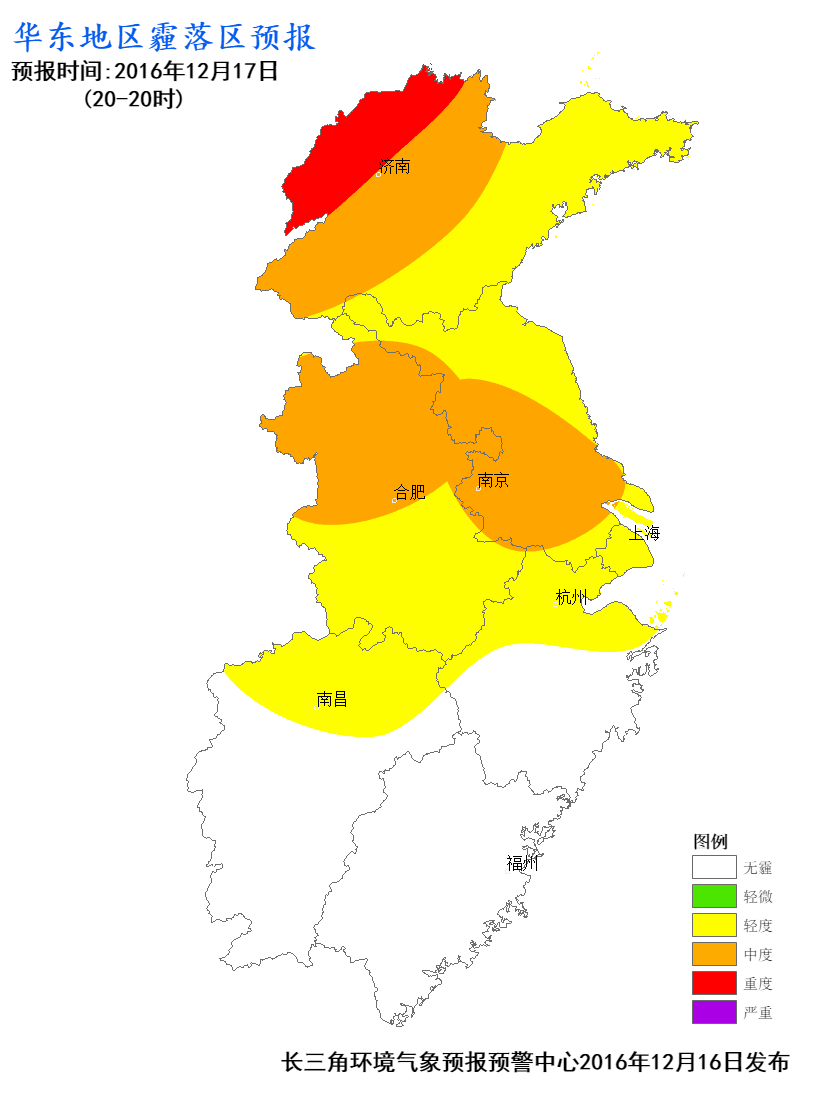 华东地区霾落区预报
预报时间:2016年12月17日
(20-20时)
济南
南京
合肥
上海
杭州
南昌
福州
图例
无霾
轻微
轻度
中度
重度
严重
长三角环境气象预报预警中心2016年12月16日发布